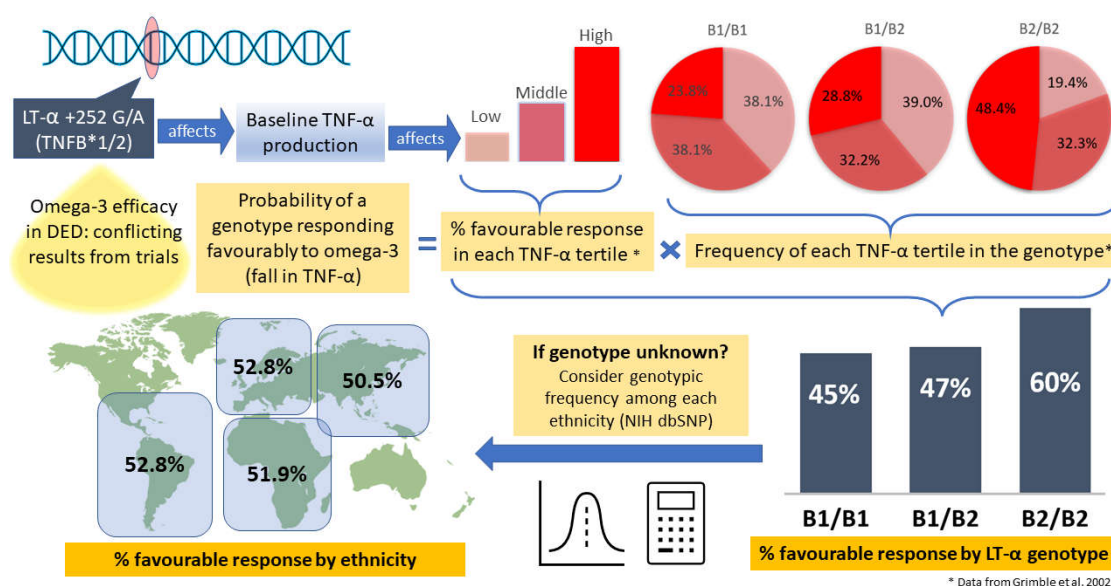 LT-α +252 G/A
(TNFB*1/2)
affects
Baseline TNF-α
production
affects
Low
Middle
High
B1/B1
23.8%
38.1%
38.1%
B1/B2
28.8%
39.0%
32.2%
B2/B2
48.4%
19.4%
32.3%
Omega-3 efficacy
in DED: conflicting
results from trials
Probability of a
genotype responding
favourably to omega-3
(fall in TNF-α)
=
% favourable response
in each TNF-α tertile *
×
Frequency of each TNF-α tertile in the genotype*
52.8%
50.5%
52.8%
51.9%
% favourable response by ethnicity
If genotype unknown?
Consider genotypic
frequency among each
ethnicity (NIH dbSNP)
45%
47%
60%
B1/B1
B1/B2
B2/B2
% favourable response by LT-α genotype
* Data from Grimble et al. 2002